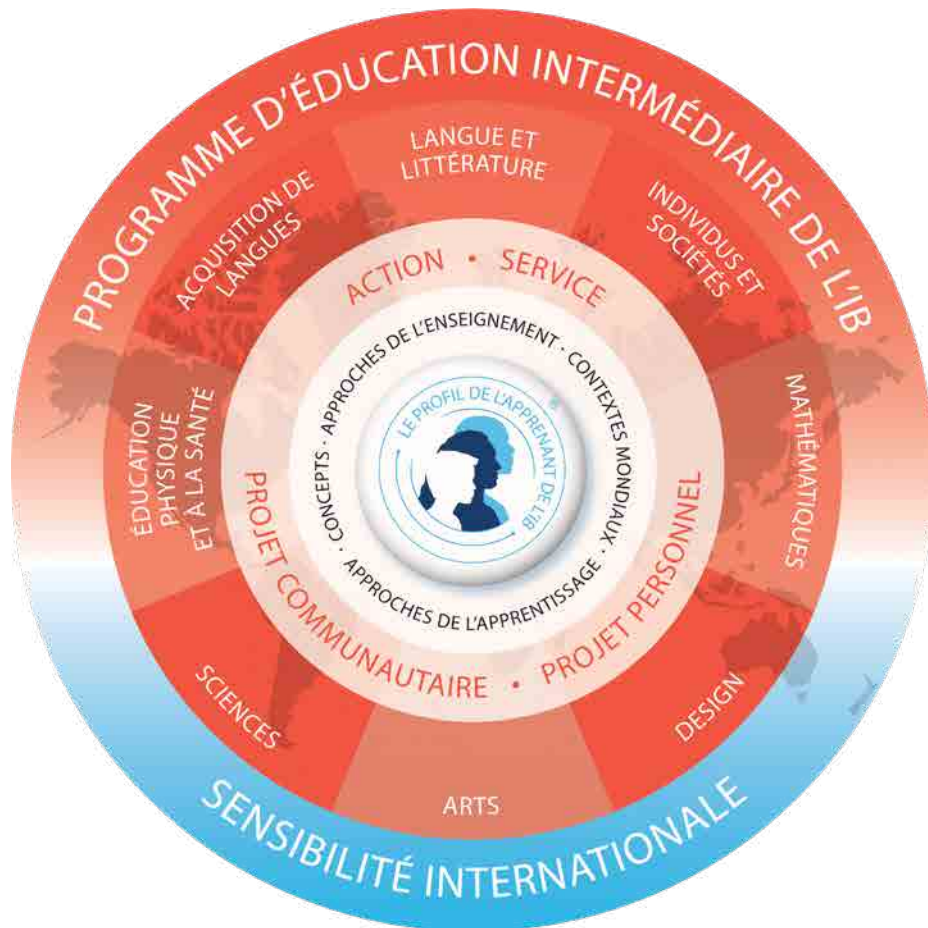 PROGRAMME D'ÉDUCATION INTERMÉDIAIRE DE L'IB
LANGUE ET
LITTÉRATURE
INDIVIDUS ET
SOCIÉTÉS
MATHÉMATIQUES
DESIGN
ARTS
SCIENCES
ÉDUCATION
PHYSIQUE
ET À LA SANTÉ
ACQUISITION DE
LANGUES
ACTION • SERVICE
PROJET COMMUNAUTAIRE • PROJET PERSONNEL
CONCEPTS · APPROCHES DE L'ENSEIGNEMENT · CONTEXTES MONDIAUX ·
APPROCHES DE L'APPRENTISSAGE ·
LE PROFIL DE L'APPRENANT DE L'IB
®
SENSIBILITÉ INTERNATIONALE